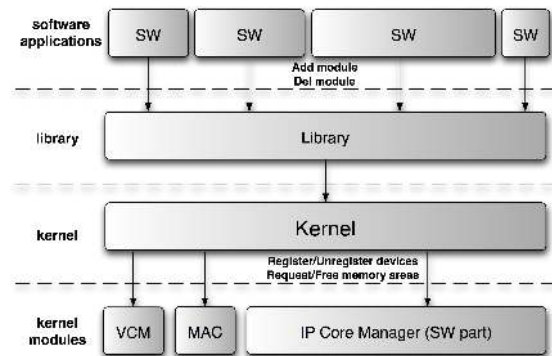 software
applications
SW
SW
SW
SW
Add module
Del module
library
Library
kernel
Kernel
Register/Unregister devices
Request/Free memory areas
kernel
modules
VCM
MAC
IP Core Manager (SW part)